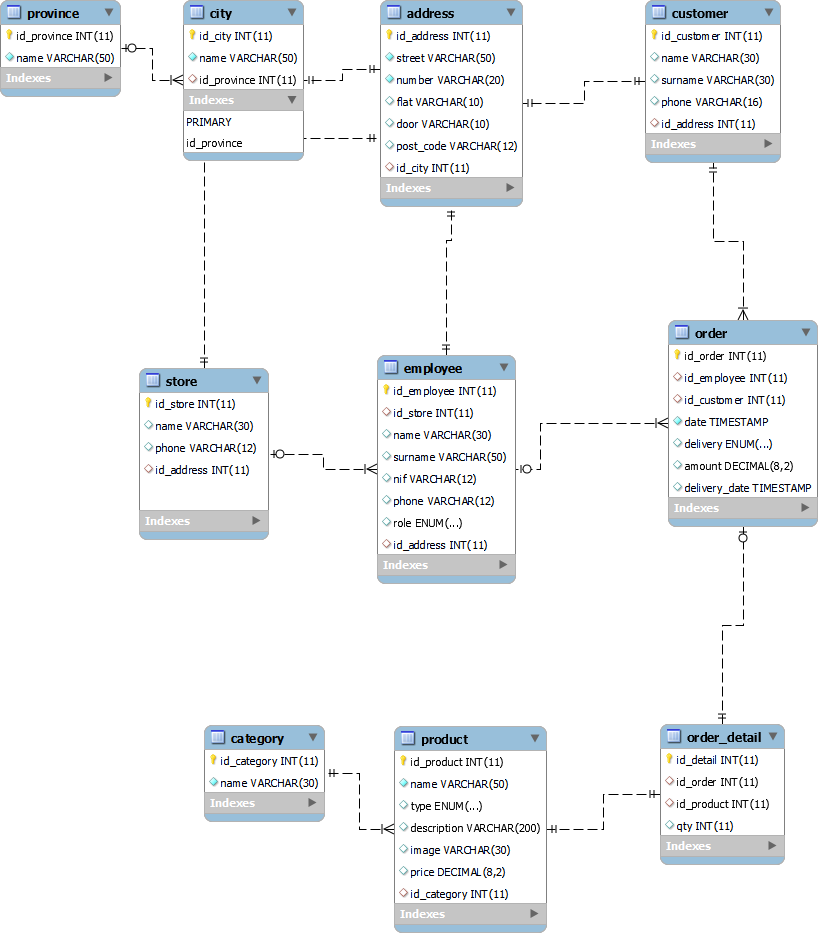 province
id_province INT(11)
name VARCHAR(50)
Indexes
city
id_city INT(11)
name VARCHAR(50)
id_province INT(11)
Indexes
PRIMARY
id_province
address
id_address INT(11)
street VARCHAR(50)
number VARCHAR(20)
flat VARCHAR(10)
door VARCHAR(10)
post_code VARCHAR(12)
id_city INT(11)
Indexes
customer
id_customer INT(11)
name VARCHAR(30)
surname VARCHAR(30)
phone VARCHAR(16)
id_address INT(11)
Indexes
store
id_store INT(11)
name VARCHAR(30)
phone VARCHAR(12)
id_address INT(11)
Indexes
employee
id_employee INT(11)
id_store INT(11)
name VARCHAR(30)
surname VARCHAR(50)
nif VARCHAR(12)
phone VARCHAR(12)
role ENUM(...)
id_address INT(11)
Indexes
order
id_order INT(11)
id_employee INT(11)
id_customer INT(11)
date TIMESTAMP
delivery ENUM(...)
amount DECIMAL(8,2)
delivery_date TIMESTAMP
Indexes
category
id_category INT(11)
name VARCHAR(30)
Indexes
product
id_product INT(11)
name VARCHAR(50)
type ENUM(...)
description VARCHAR(200)
image VARCHAR(30)
price DECIMAL(8,2)
id_category INT(11)
Indexes
order_detail
id_detail INT(11)
id_order INT(11)
id_product INT(11)
qty INT(11)
Indexes